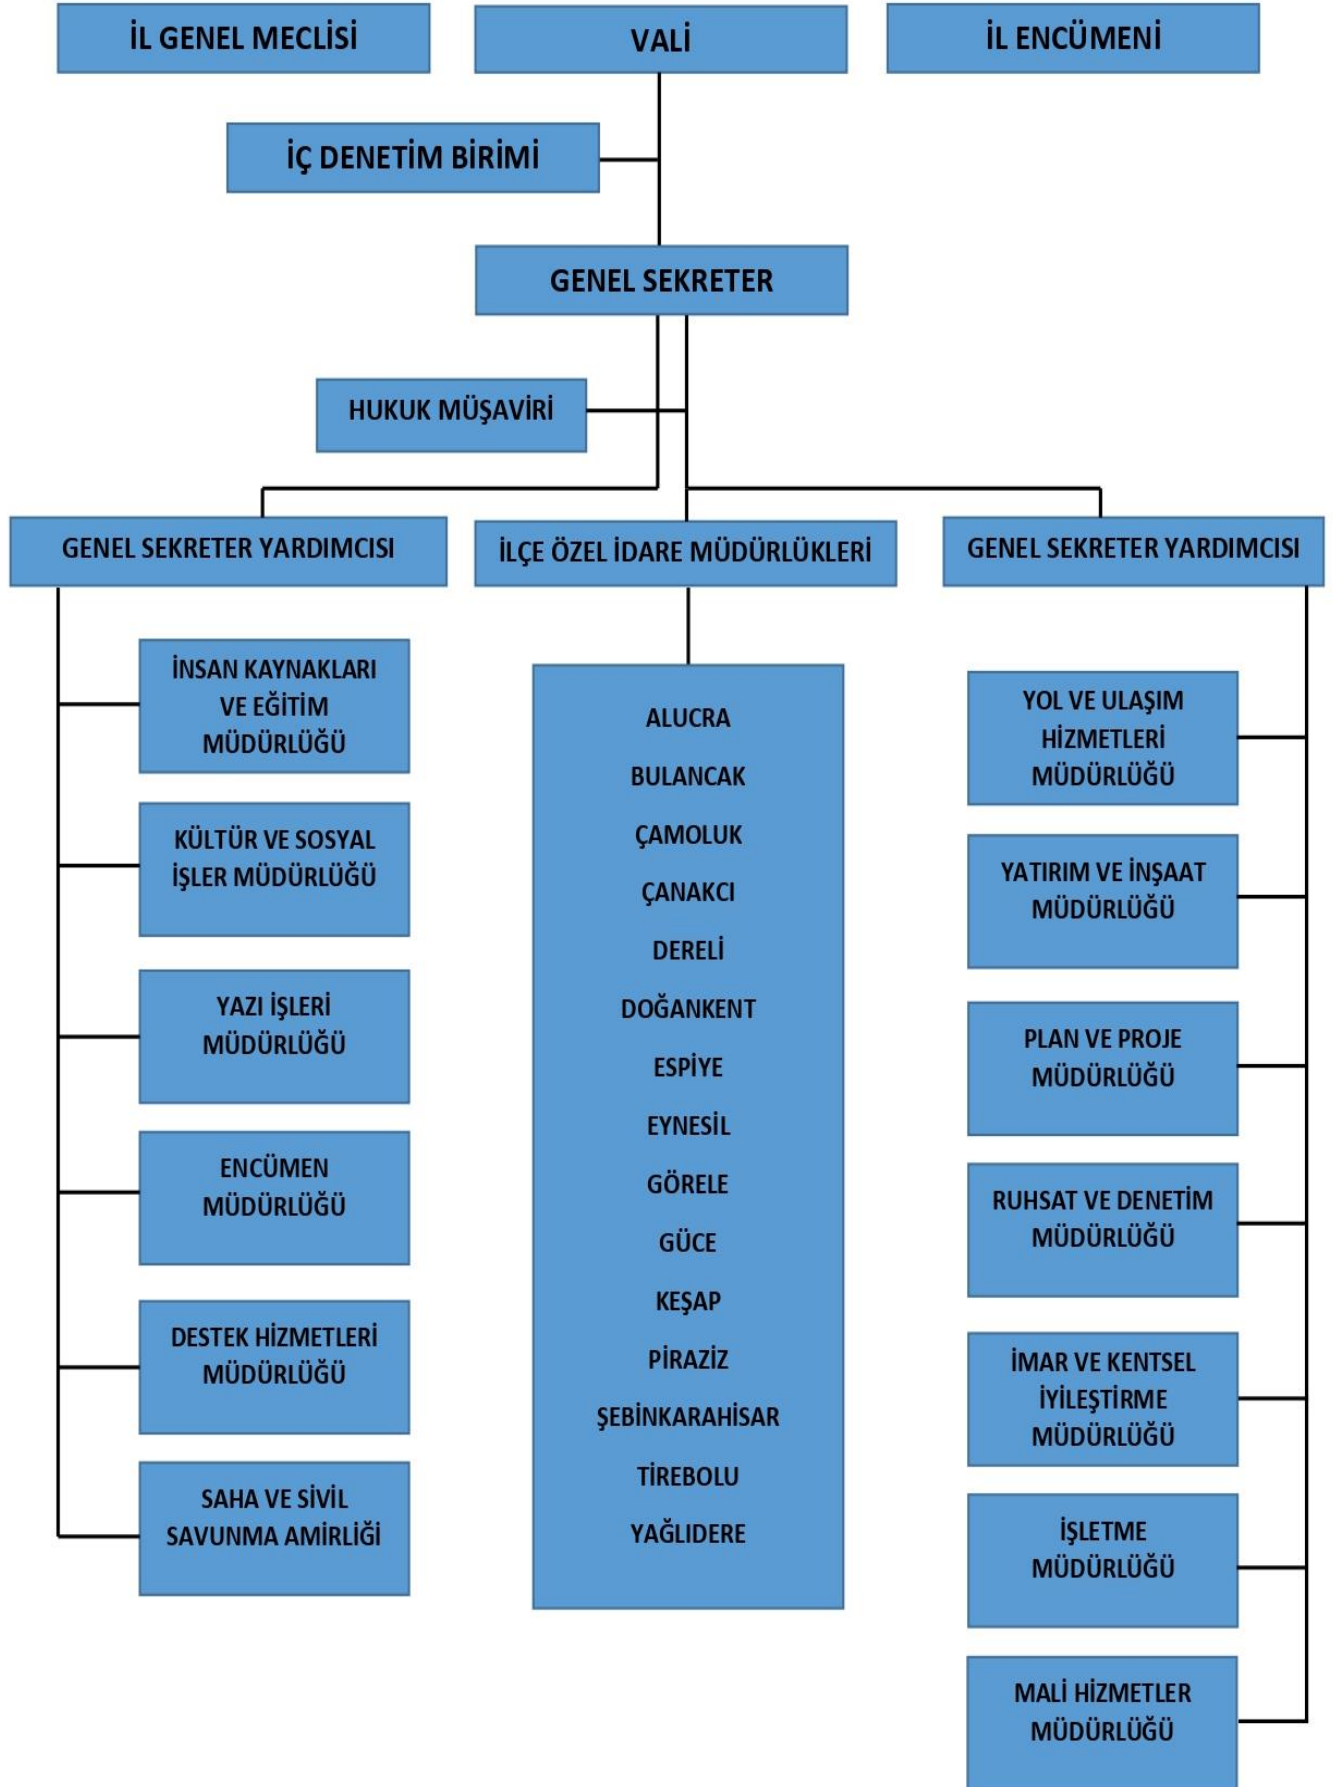 İL GENEL MECLİSİ
VALİ
İL ENCÜMENİ
İÇ DENETİM BİRİMİ
GENEL SEKRETER
HUKUK MÜŞAVİRİ
GENEL SEKRETER YARDIMCISI
İLÇE ÖZEL İDARE MÜDÜRLÜKLERİ
GENEL SEKRETER YARDIMCISI
İNSAN KAYNAKLARI
VE EĞİTİM
MÜDÜRLÜĞÜ
KÜLTÜR VE SOSYAL
İŞLER MÜDÜRLÜĞÜ
YAZI İŞLERİ
MÜDÜRLÜĞÜ
ENCÜMEN
MÜDÜRLÜĞÜ
DESTEK HİZMETLERİ
MÜDÜRLÜĞÜ
SAHA VE SİVİL
SAVUNMA AMİRLİĞİ
ALUCRA
BULANCAK
ÇAMOLUK
ÇANAKCI
DERELİ
DOĞANKENT
ESPİYE
EYNESİL
GÖRELE
GÜCE
KEŞAP
PİRAZİZ
ŞEBİNKARAHİSAR
TİREBOLU
YAĞLIDERE
YOL VE ULAŞIM
HİZMETLERİ
MÜDÜRLÜĞÜ
YATIRIM VE İNŞAAT
MÜDÜRLÜĞÜ
PLAN VE PROJE
MÜDÜRLÜĞÜ
RUHSAT VE DENETİM
MÜDÜRLÜĞÜ
İMAR VE KENTSEL
İYİLEŞTİRME
MÜDÜRLÜĞÜ
İŞLETME
MÜDÜRLÜĞÜ
MALİ HİZMETLER
MÜDÜRLÜĞÜ